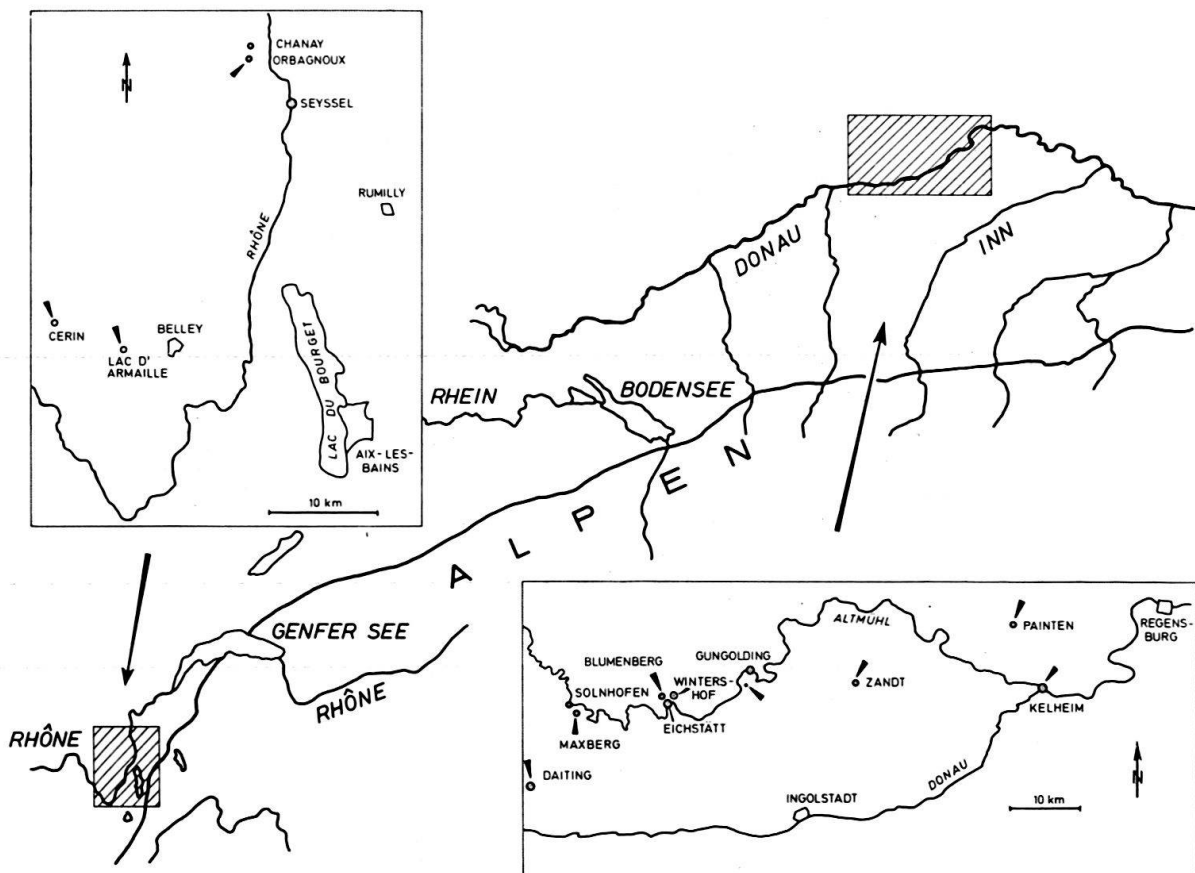 N
CHANAY
ORBAGNOUX
SEYSSEL
RUMILLY
RHÔNE
CERIN
LAC D'
ARMAILLE
BELLEY
LAC DU BOURGET
AIX-LES-
BAINS
10 km
DONAU
INN
RHEIN
BODENSEE
ALPEN
GENFER SEE
RHÔNE
RHÔNE
ALTMÜHL
PAINTEN
REGENS-
BURG
GUNGOLDING
BLUMENBERG
WINTERS-
HOF
SOLNHOFEN
EICHSTÄTT
ZANDT
KELHEIM
MAXBERG
DAITING
DONAU
INGOLSTADT
10 km
N